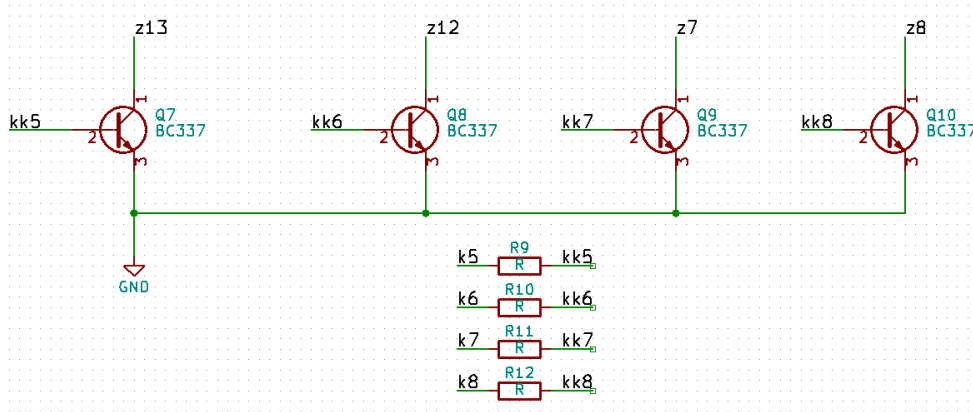 z13 z12 z7 z8
1 1 1 1
Q7 Q8 Q9 Q10
kk5 BC337 kk6 BC337 kk7 BC337 kk8 BC337
2 2 2 2
3 3 3 3
R9
k5 R kk5
GND
R10
k6 R kk6
R11
k7 R kk7
R12
k8 R kk8